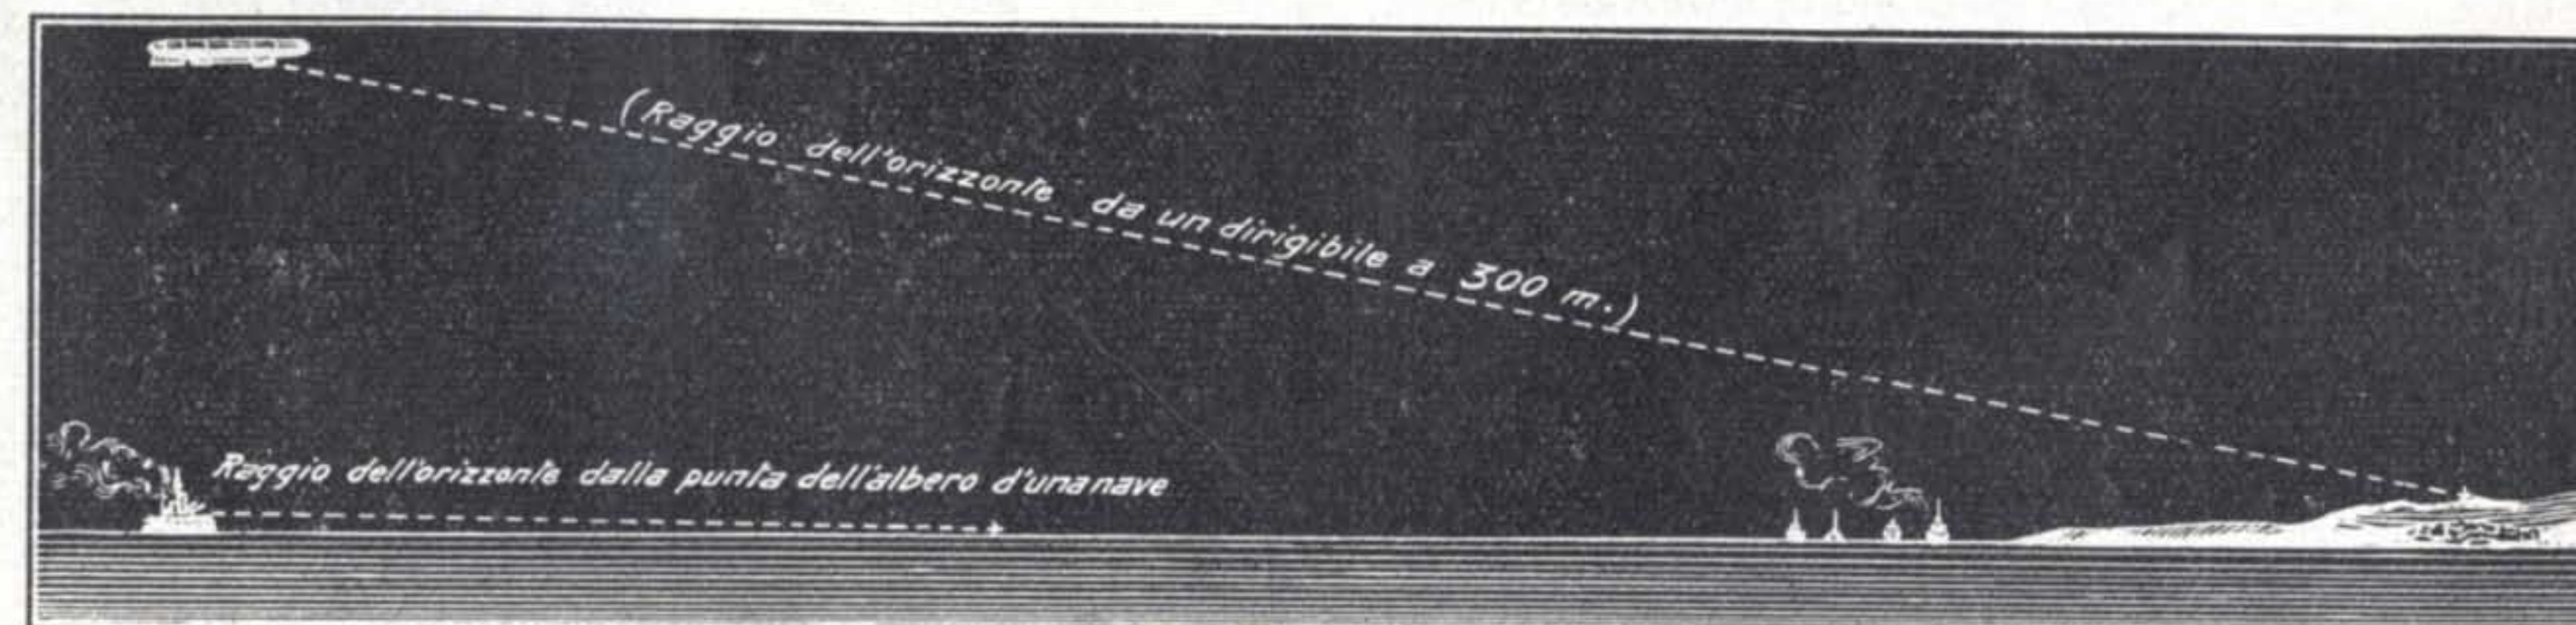 (Raggio dell'orizzonte da un dirigibile a 300 m.)
Raggio dell'orizzonte dalla punta dell'albero d'una nave